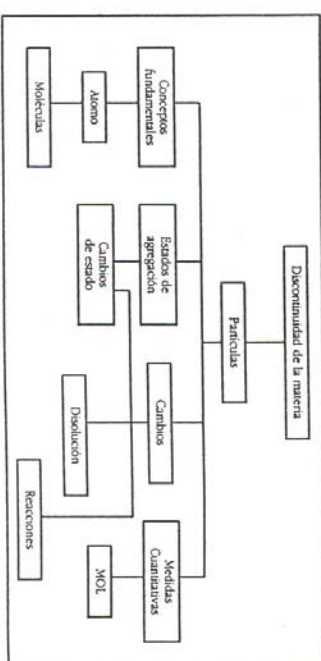 Discontinuidad de la materia
Partículas
Conceptos
fundamentales
Estados de
agregación
Cambios
Medidas
Cuantitativas
Atomo
Cambios
de estado
Disolución
MOL
Moléculas
Reacciones